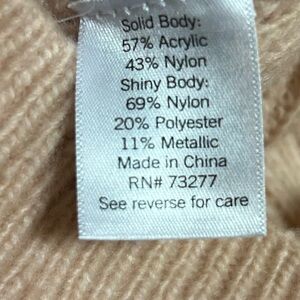 Solid Body:
57% Acrylic
43% Nylon
Shiny Body:
69% Nylon
20% Polyester
11% Metallic
Made in China
RN# 73277
See reverse for care